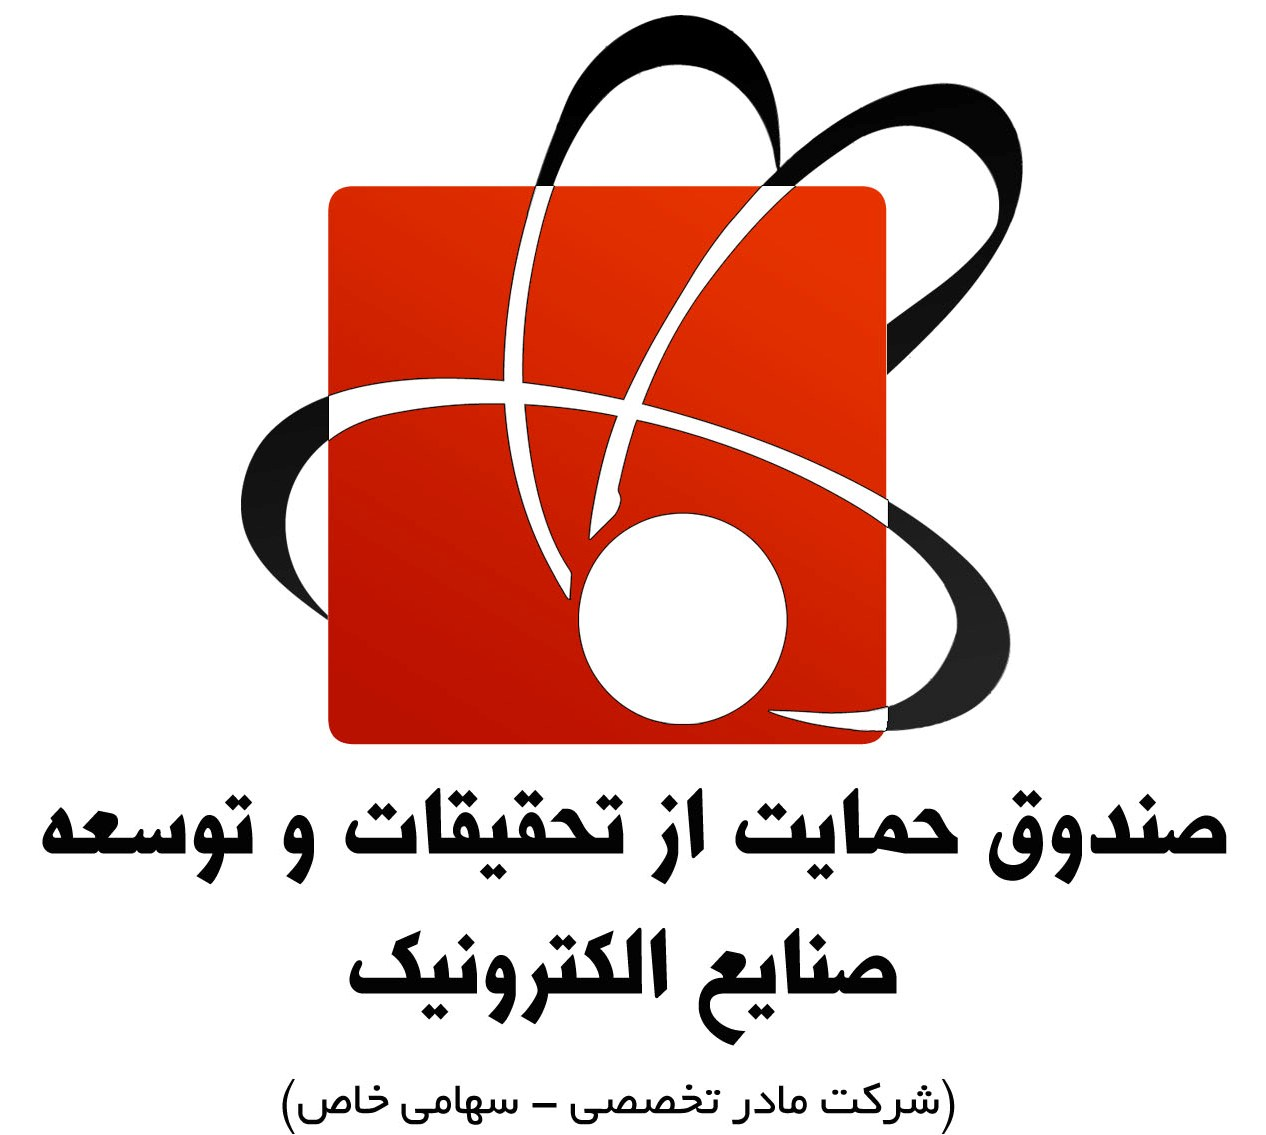 صندوق حمایت از تحقیقات و توسعه
صنایع الکترونیک
(شرکت مادر تخصصی - سهامی خاص)